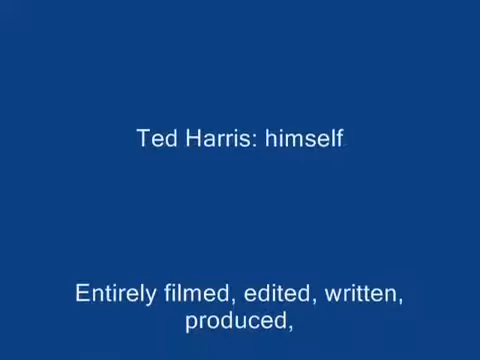 Ted Harris: himself
Entirely filmed, edited, written,
produced,